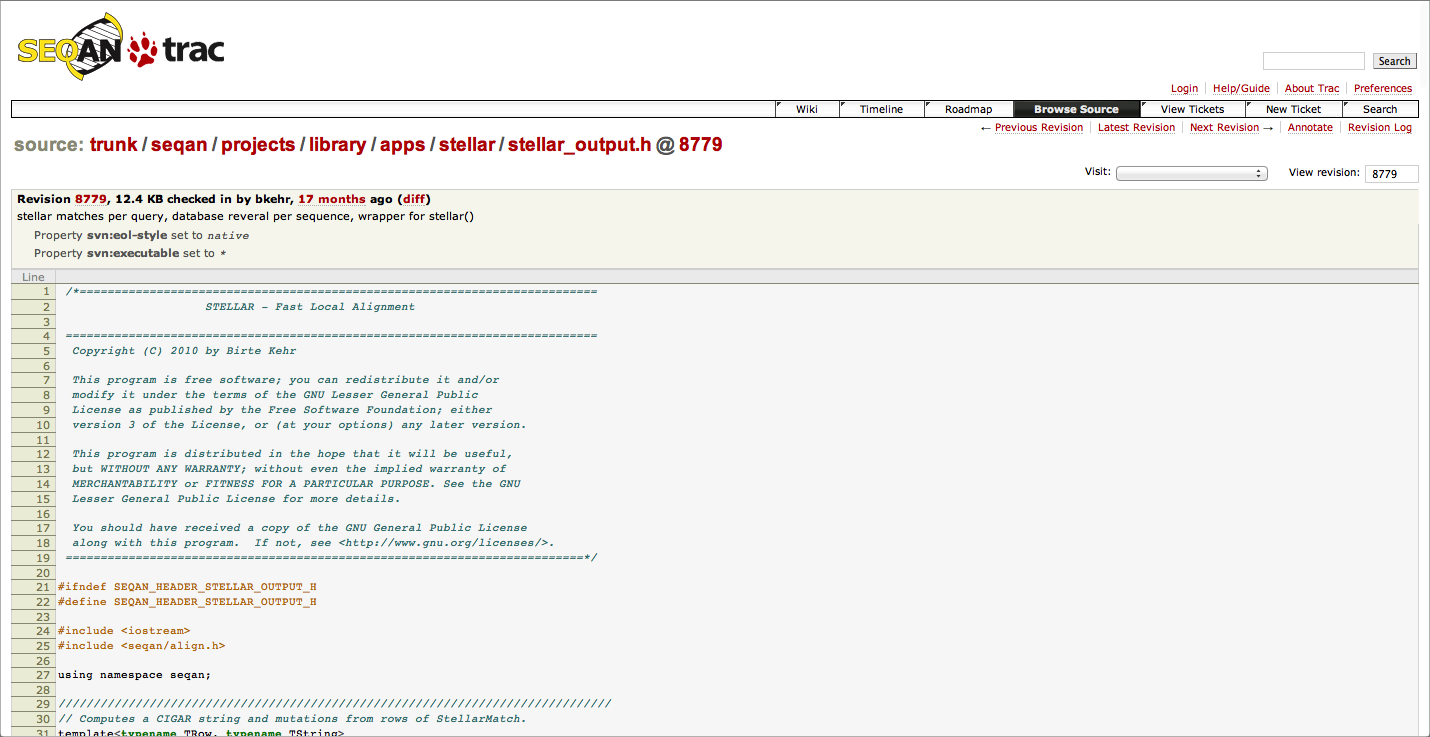 SEQAN trac
Search
Login Help/Guide About Trac Preferences
Wiki Timeline Roadmap Browse Source View Tickets New Ticket Search
← Previous Revision Latest Revision Next Revision → Annotate Revision Log
source: trunk / seqan / projects / library / apps / stellar / stellar_output.h @ 8779
Visit: View revision: 8779
Revision 8779, 12.4 KB checked in by bkehr, 17 months ago (diff)
stellar matches per query, database reveral per sequence, wrapper for stellar()
Property svn:eol-style set to native
Property svn:executable set to *
Line
1 /*==========================================================================
2 STELLAR - Fast Local Alignment
3
4 ============================================================================
5 Copyright (C) 2010 by Birte Kehr
6
7 This program is free software; you can redistribute it and/or
8 modify it under the terms of the GNU Lesser General Public
9 License as published by the Free Software Foundation; either
10 version 3 of the License, or (at your options) any later version.
11
12 This program is distributed in the hope that it will be useful,
13 but WITHOUT ANY WARRANTY; without even the implied warranty of
14 MERCHANTABILITY or FITNESS FOR A PARTICULAR PURPOSE. See the GNU
15 Lesser General Public License for more details.
16
17 You should have received a copy of the GNU General Public License
18 along with this program.  If not, see <http://www.gnu.org/licenses/>.
19 ==========================================================================*/
20
21 #ifndef SEQAN_HEADER_STELLAR_OUTPUT_H
22 #define SEQAN_HEADER_STELLAR_OUTPUT_H
23
24 #include <iostream>
25 #include <seqan/align.h>
26
27 using namespace seqan;
28
29 ///////////////////////////////////////////////////////////////////////////////
30 // Computes a CIGAR string and mutations from rows of StellarMatch.
31 template<typename TRow, typename TString>